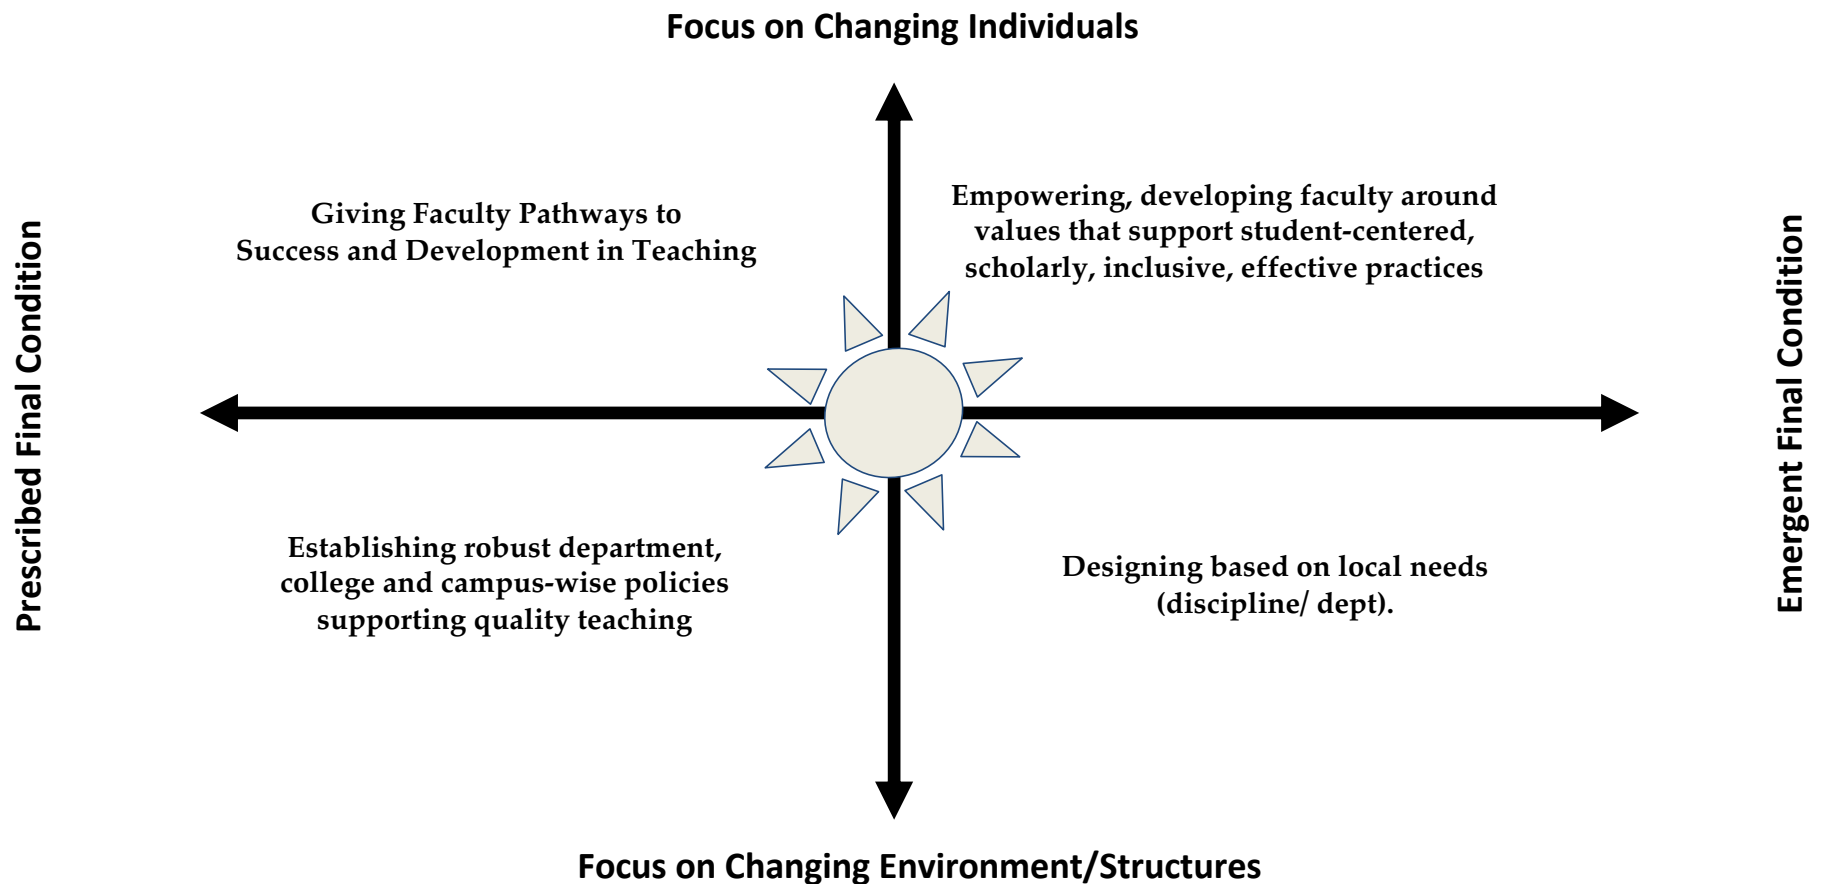 Focus on Changing Individuals
Giving Faculty Pathways to
Success and Development in Teaching
Empowering, developing faculty around
values that support student-centered,
scholarly, inclusive, effective practices
Prescribed Final Condition
Emergent Final Condition
Establishing robust department,
college and campus-wise policies
supporting quality teaching
Designing based on local needs
(discipline/ dept).
Focus on Changing Environment/Structures